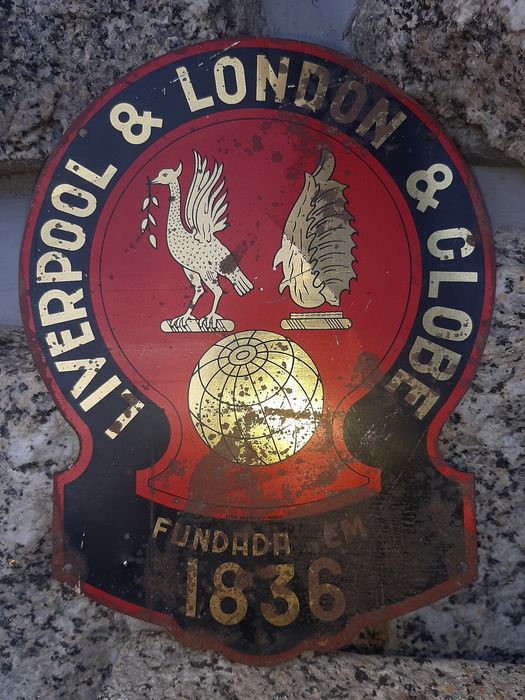 LIVERPOOL & LONDON & GLOBE
FUNDADA EM
1836